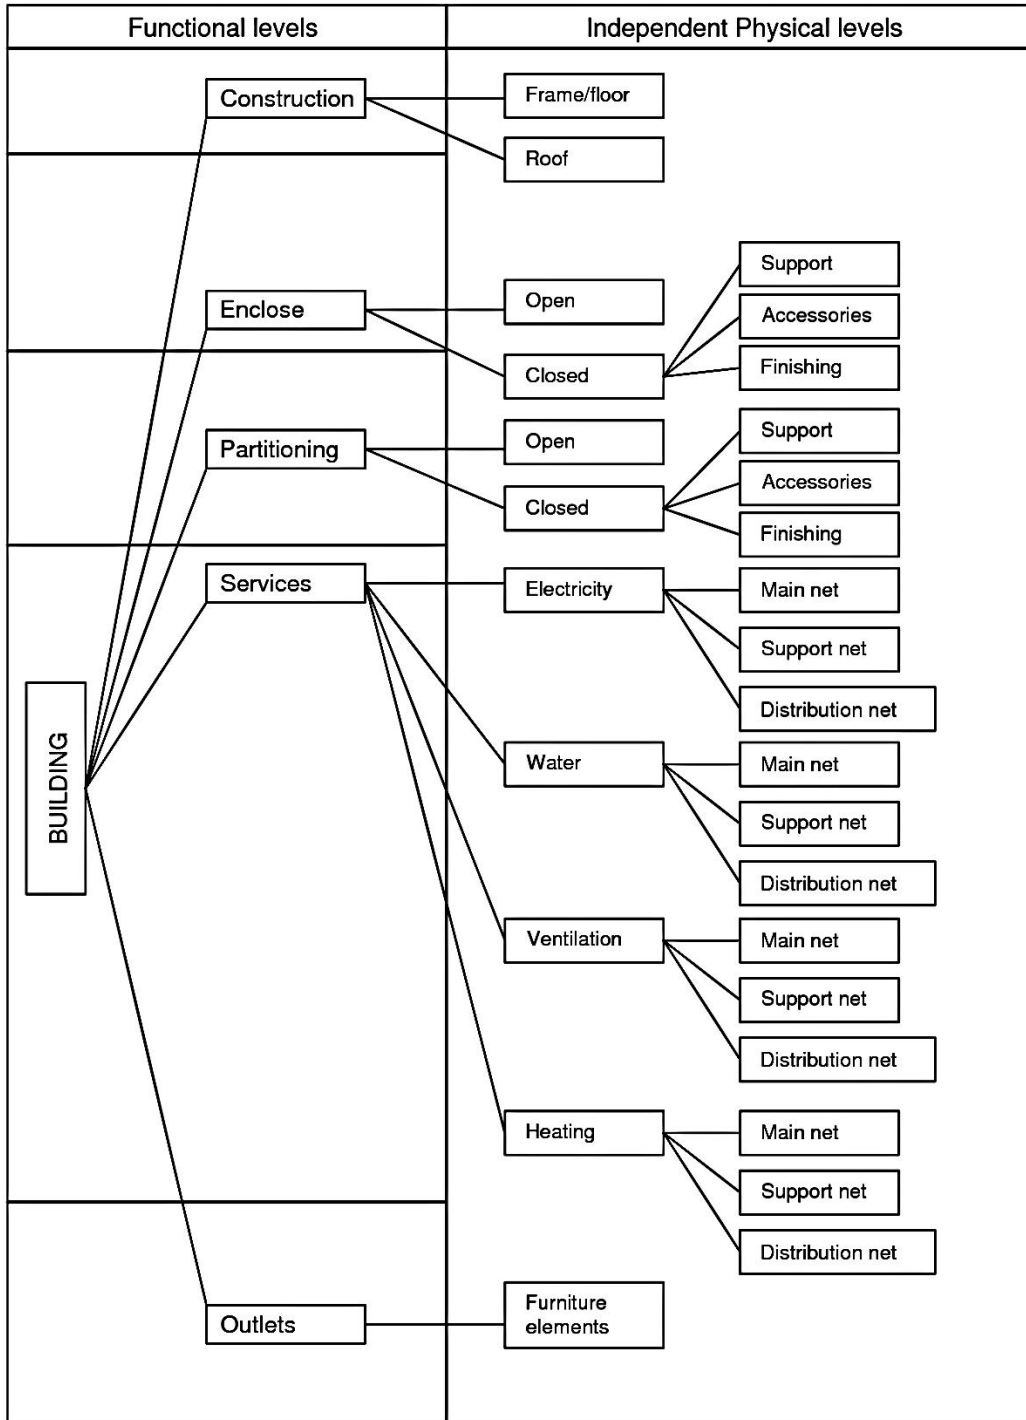 Functional levels
Independent Physical levels
Construction
Frame/floor
Roof
Support
Enclose
Open
Accessories
Closed
Finishing
Partitioning
Open
Support
Closed
Accessories
Finishing
Services
Electricity
Main net
Support net
Distribution net
BUILDING
Water
Main net
Support net
Distribution net
Ventilation
Main net
Support net
Distribution net
Heating
Main net
Support net
Distribution net
Outlets
Furniture
elements